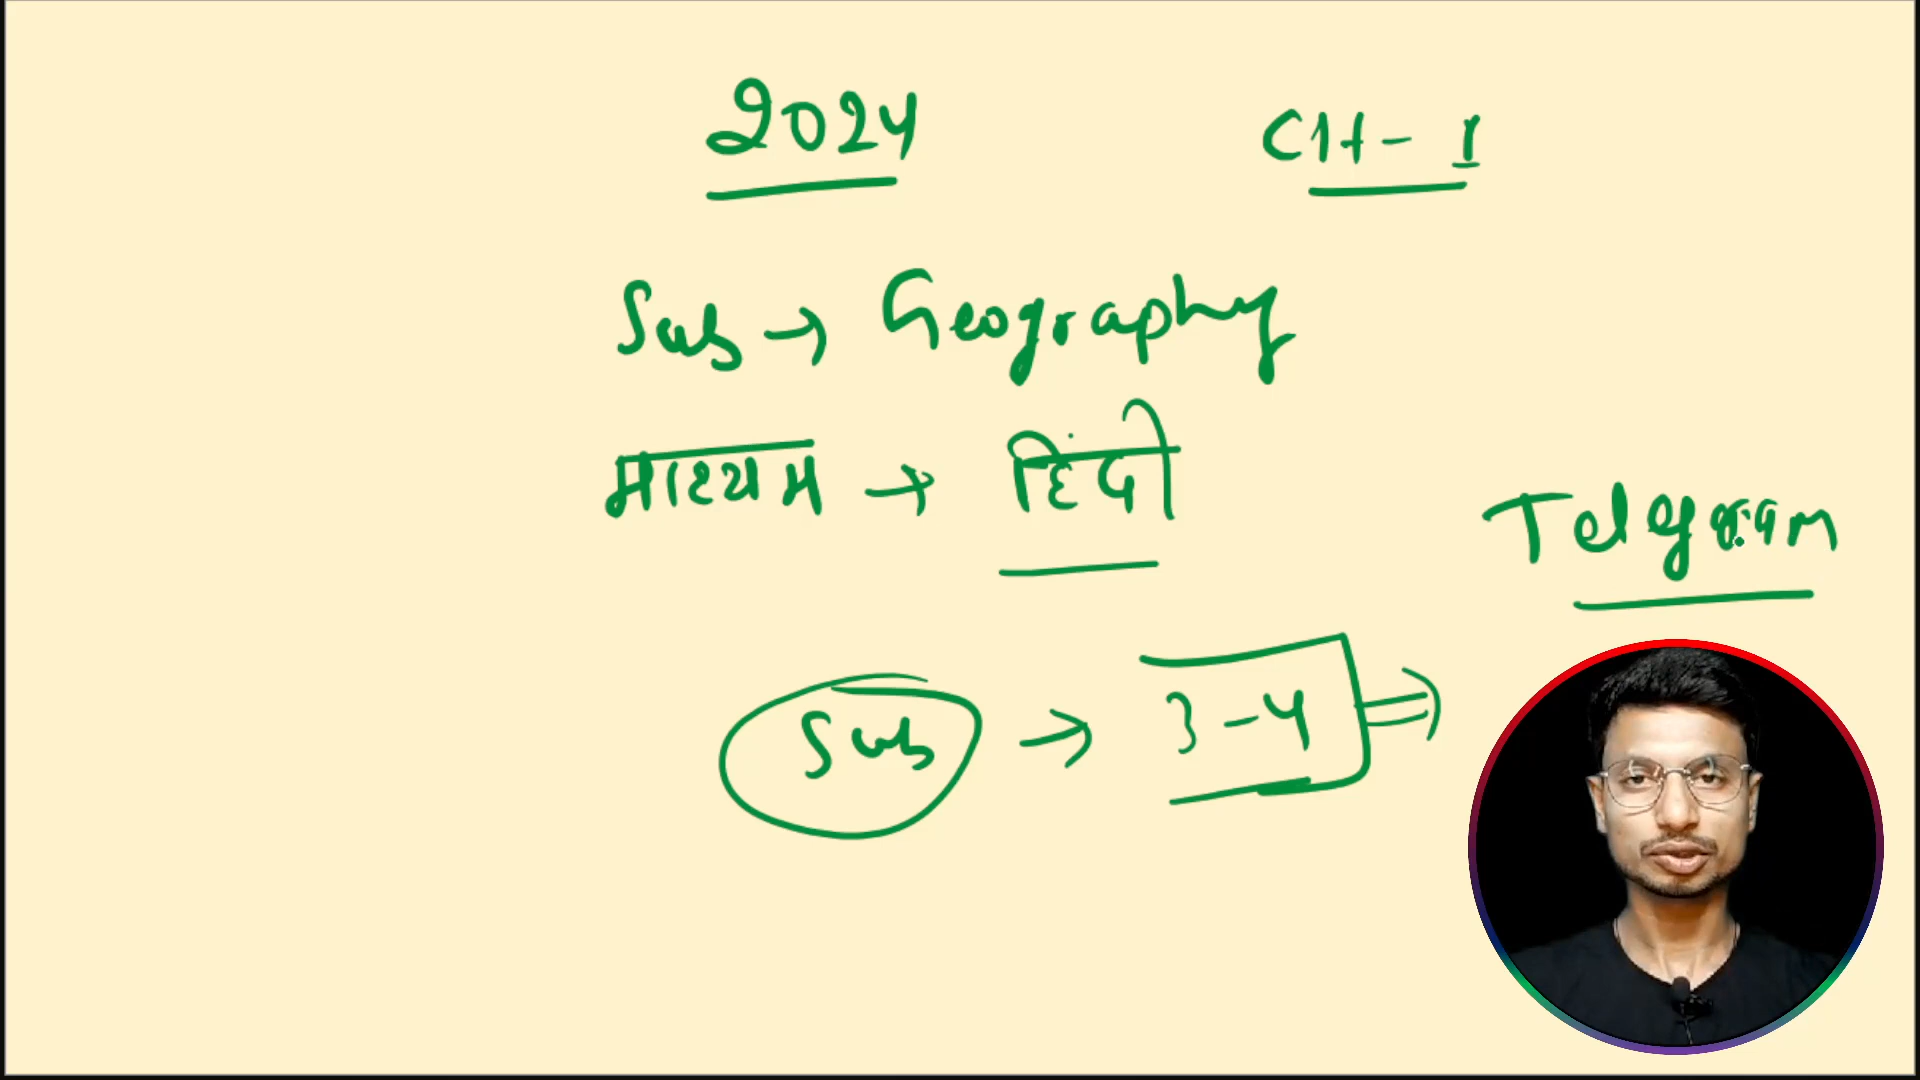 2024 CH- I
Sub → Geography
माध्यम → हिंदी
Telegram
Sub → 3-4 ⇒